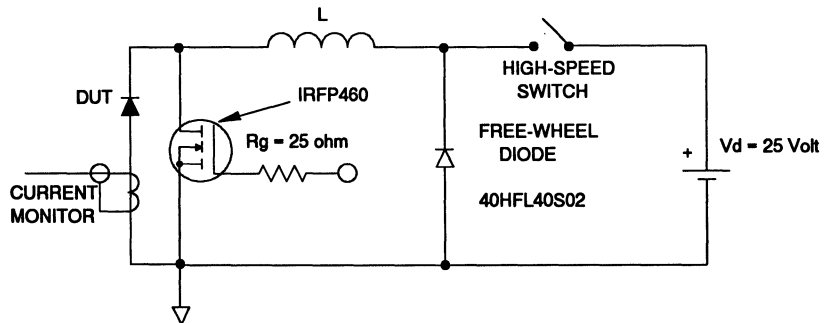 L
HIGH-SPEED
SWITCH
DUT
IRFP460
Rg = 25 ohm
FREE-WHEEL
DIODE
40HFL40S02
+
Vd = 25 Volt
CURRENT
MONITOR